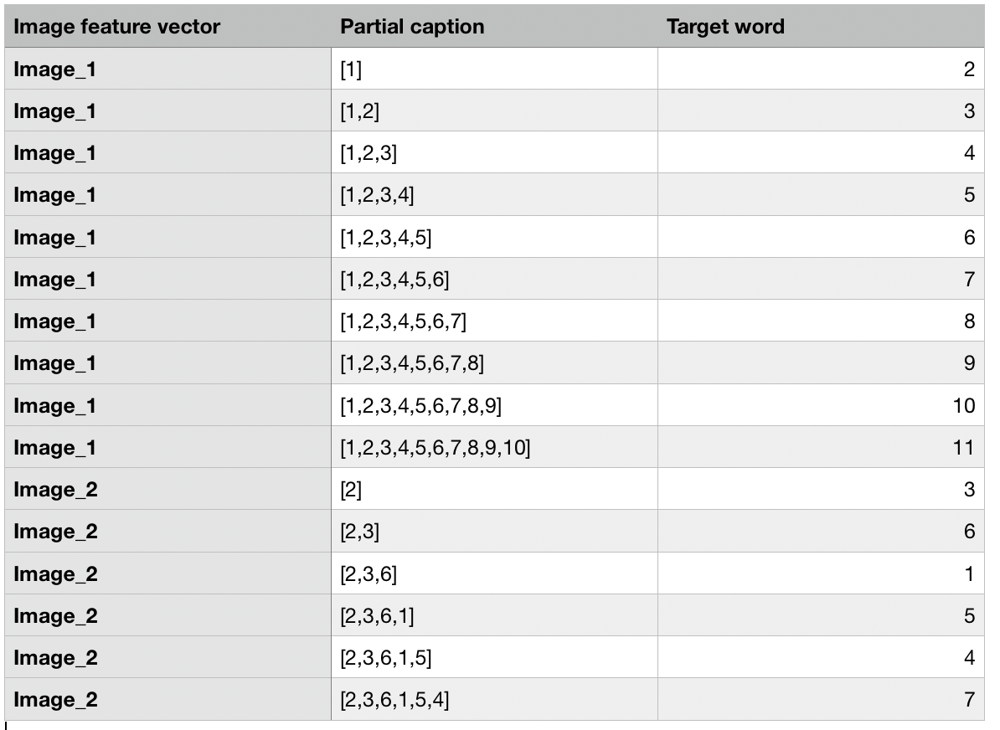 Image feature vector Partial caption Target word
Image_1 [1] 2
Image_1 [1,2] 3
Image_1 [1,2,3] 4
Image_1 [1,2,3,4] 5
Image_1 [1,2,3,4,5] 6
Image_1 [1,2,3,4,5,6] 7
Image_1 [1,2,3,4,5,6,7] 8
Image_1 [1,2,3,4,5,6,7,8] 9
Image_1 [1,2,3,4,5,6,7,8,9] 10
Image_1 [1,2,3,4,5,6,7,8,9,10] 11
Image_2 [2] 3
Image_2 [2,3] 6
Image_2 [2,3,6] 1
Image_2 [2,3,6,1] 5
Image_2 [2,3,6,1,5] 4
Image_2 [2,3,6,1,5,4] 7